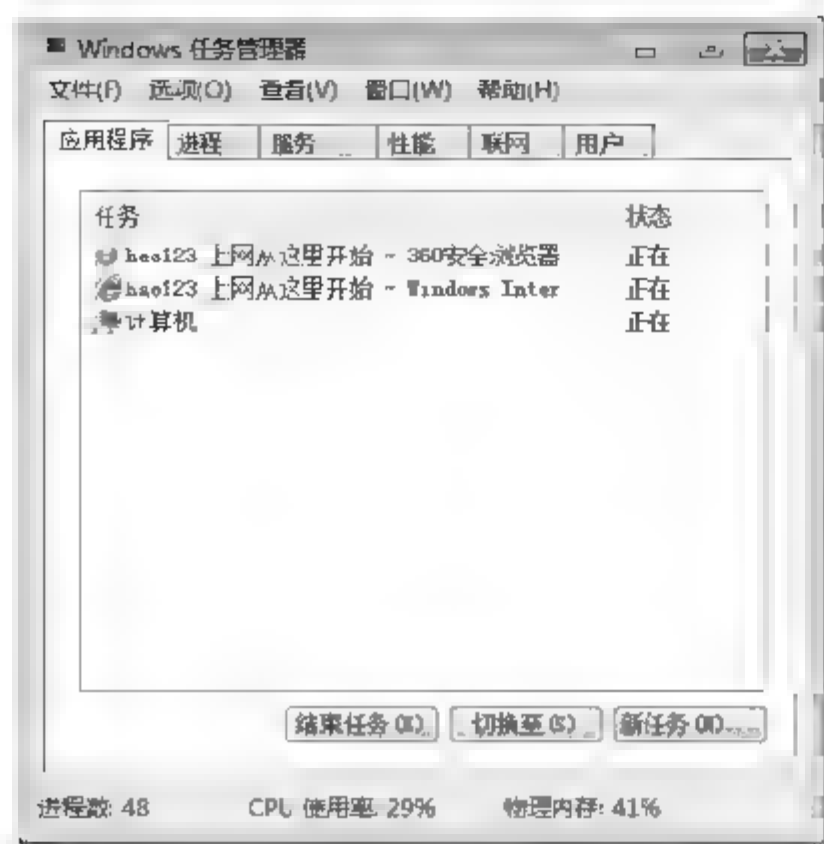 Windows 任务管理器
文件(F) 选项(O) 查看(V) 窗口(W) 帮助(H)
应用程序 进程 服务 性能 联网 用户
任务 状态
hao123 上网从这里开始 - 360安全浏览器 正在
hao123 上网从这里开始 - Windows Inter 正在
计算机 正在
结束任务(E) 切换至(S) 新任务(N)...
进程数: 48 CPU 使用率: 29% 物理内存: 41%